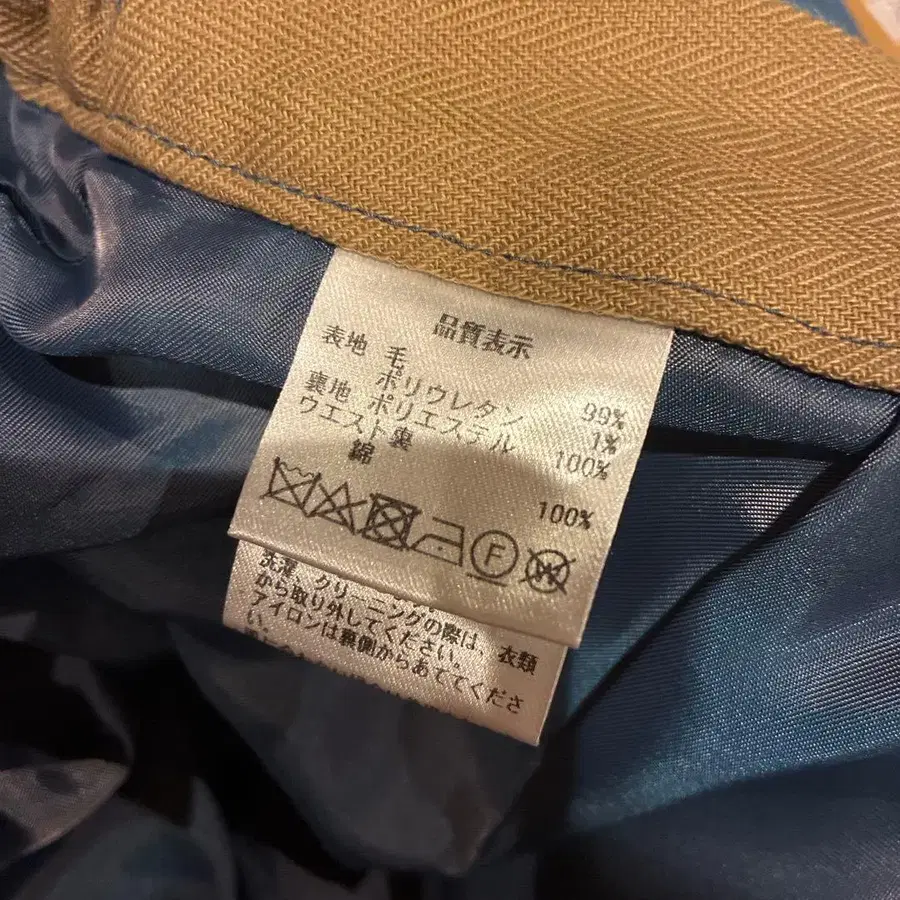 品質表示
表地 毛 99%
ポリウレタン 1%
裏地 ポリエステル 100%
ウエスト裏
綿 100%
F
W
洗濯、クリーニングの際は、衣類
から取り外してください。
アイロンは裏側からあててくださ
い。